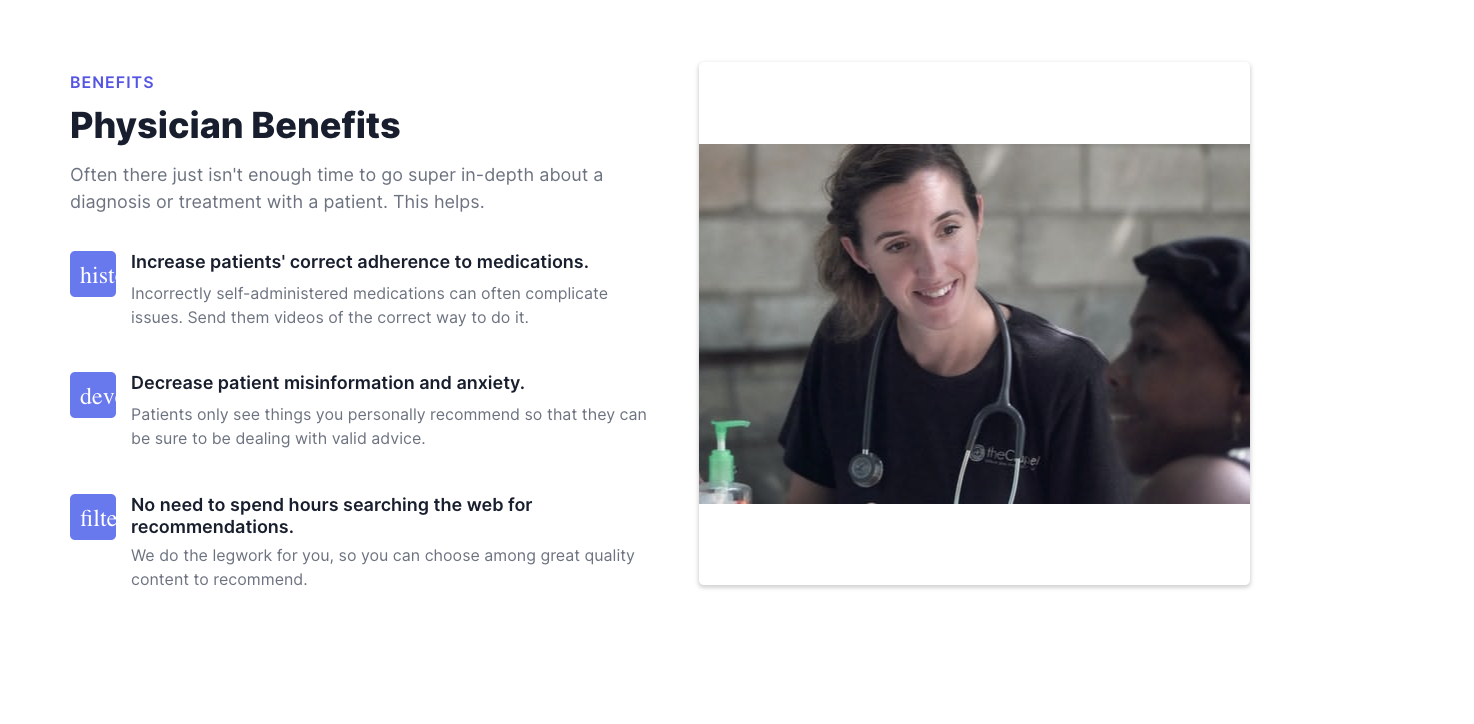 BENEFITS
Physician Benefits
Often there just isn't enough time to go super in-depth about a
diagnosis or treatment with a patient. This helps.
hist
Increase patients' correct adherence to medications.
Incorrectly self-administered medications can often complicate
issues. Send them videos of the correct way to do it.
dev
Decrease patient misinformation and anxiety.
Patients only see things you personally recommend so that they can
be sure to be dealing with valid advice.
filte
No need to spend hours searching the web for
recommendations.
We do the legwork for you, so you can choose among great quality
content to recommend.